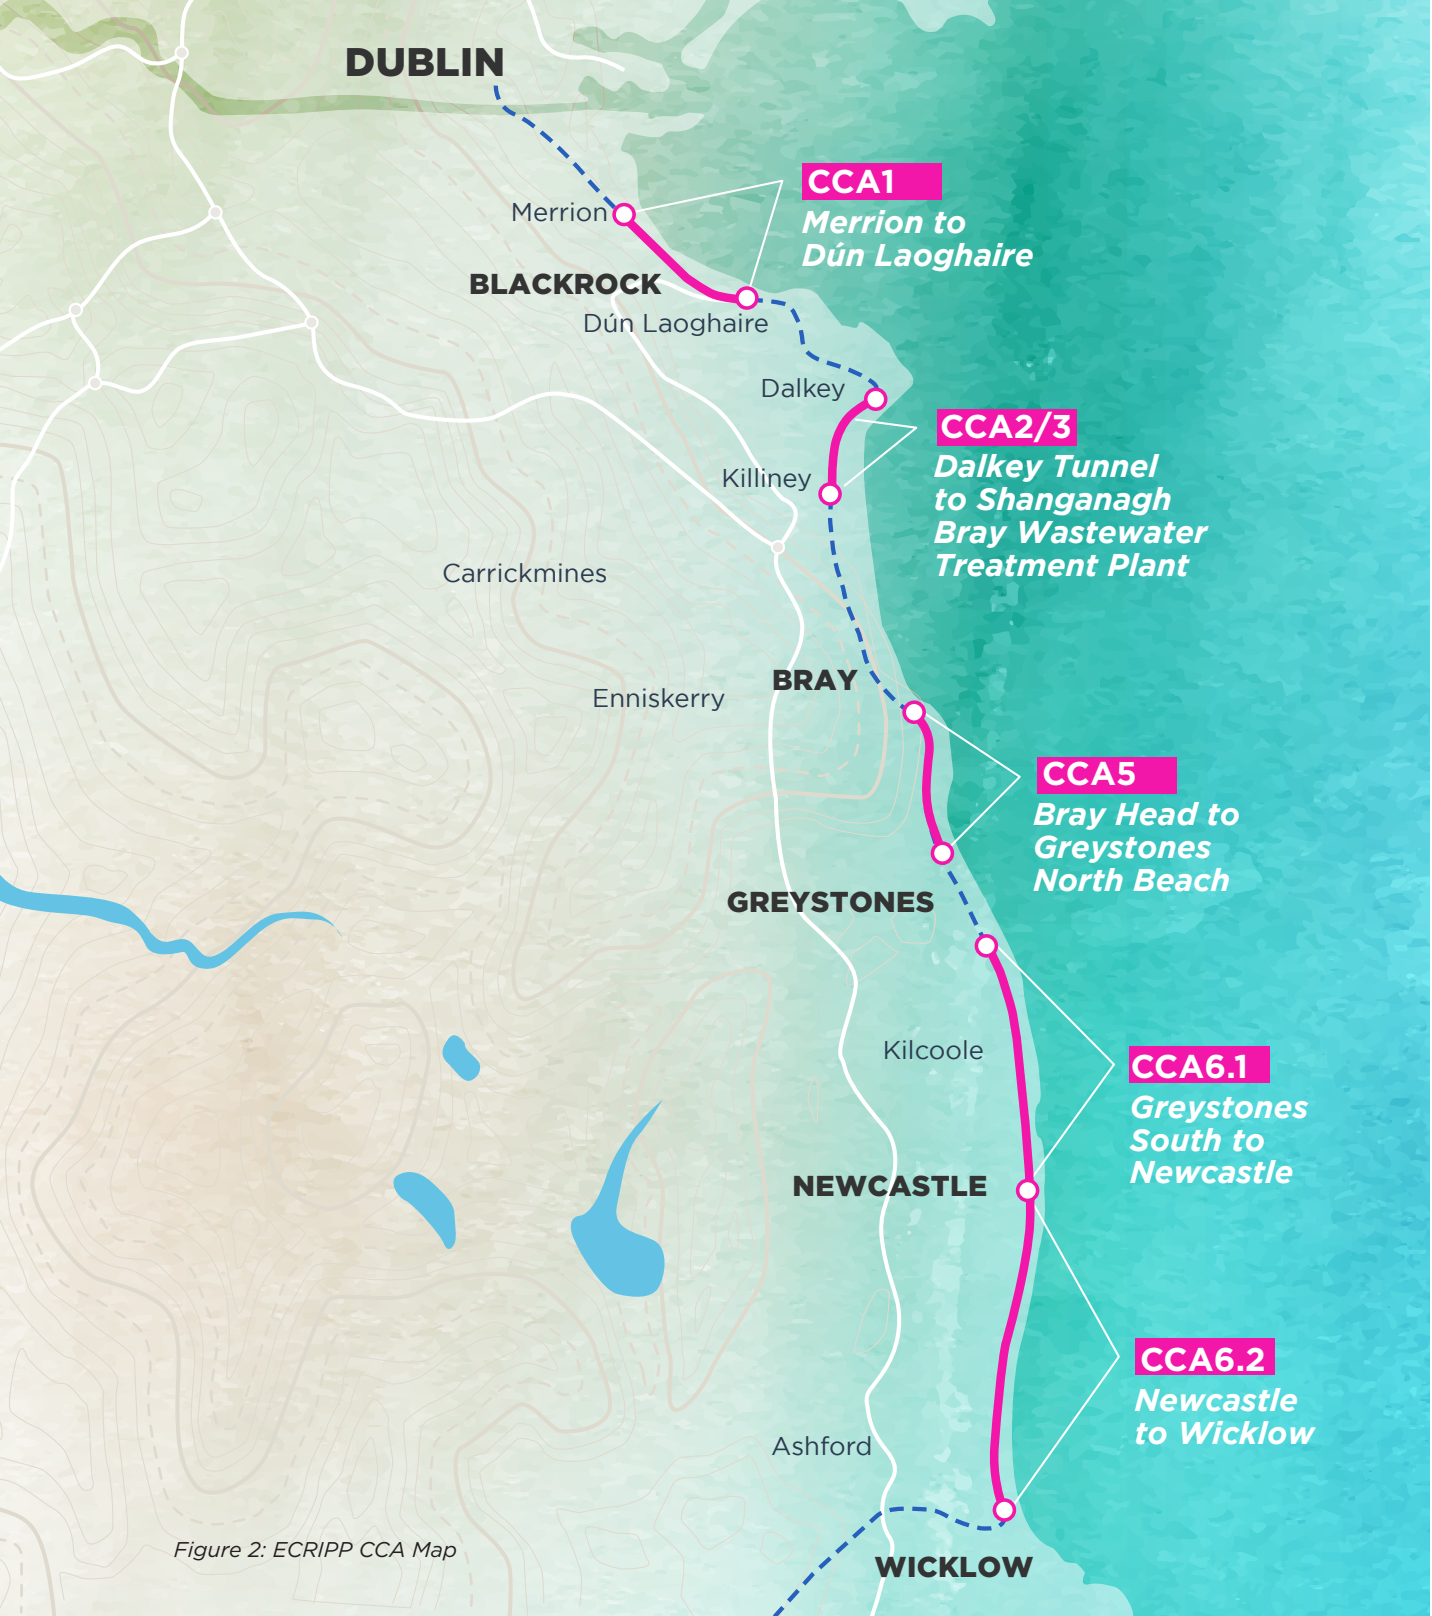 DUBLIN
CCA1
Merrion to
Dún Laoghaire
Merrion
BLACKROCK
Dún Laoghaire
Dalkey
CCA2/3
Dalkey Tunnel
to Shanganagh
Bray Wastewater
Treatment Plant
Killiney
Carrickmines
BRAY
Enniskerry
CCA5
Bray Head to
Greystones
North Beach
GREYSTONES
Kilcoole
CCA6.1
Greystones
South to
Newcastle
NEWCASTLE
CCA6.2
Newcastle
to Wicklow
Ashford
Figure 2: ECRIPP CCA Map
WICKLOW